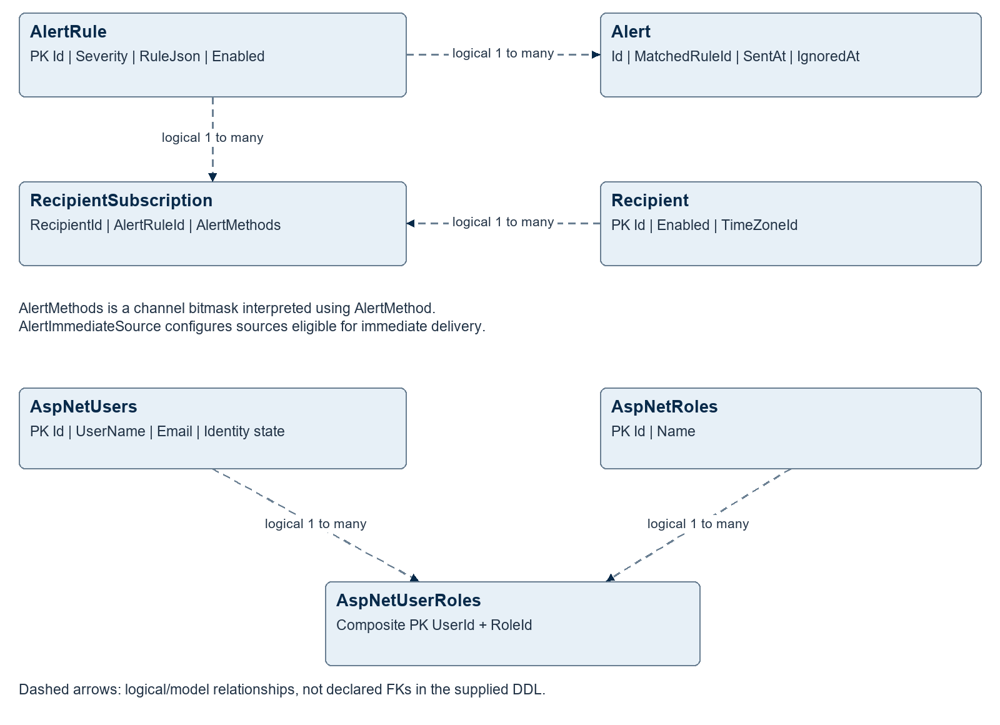 AlertRule
PK Id | Severity | RuleJson | Enabled
logical 1 to many
Alert
Id | MatchedRuleId | SentAt | IgnoredAt
logical 1 to many
RecipientSubscription
RecipientId | AlertRuleId | AlertMethods
logical 1 to many
Recipient
PK Id | Enabled | TimeZoneId
AlertMethods is a channel bitmask interpreted using AlertMethod.
AlertImmediateSource configures sources eligible for immediate delivery.
AspNetUsers
PK Id | UserName | Email | Identity state
AspNetRoles
PK Id | Name
logical 1 to many
logical 1 to many
AspNetUserRoles
Composite PK UserId + RoleId
Dashed arrows: logical/model relationships, not declared FKs in the supplied DDL.